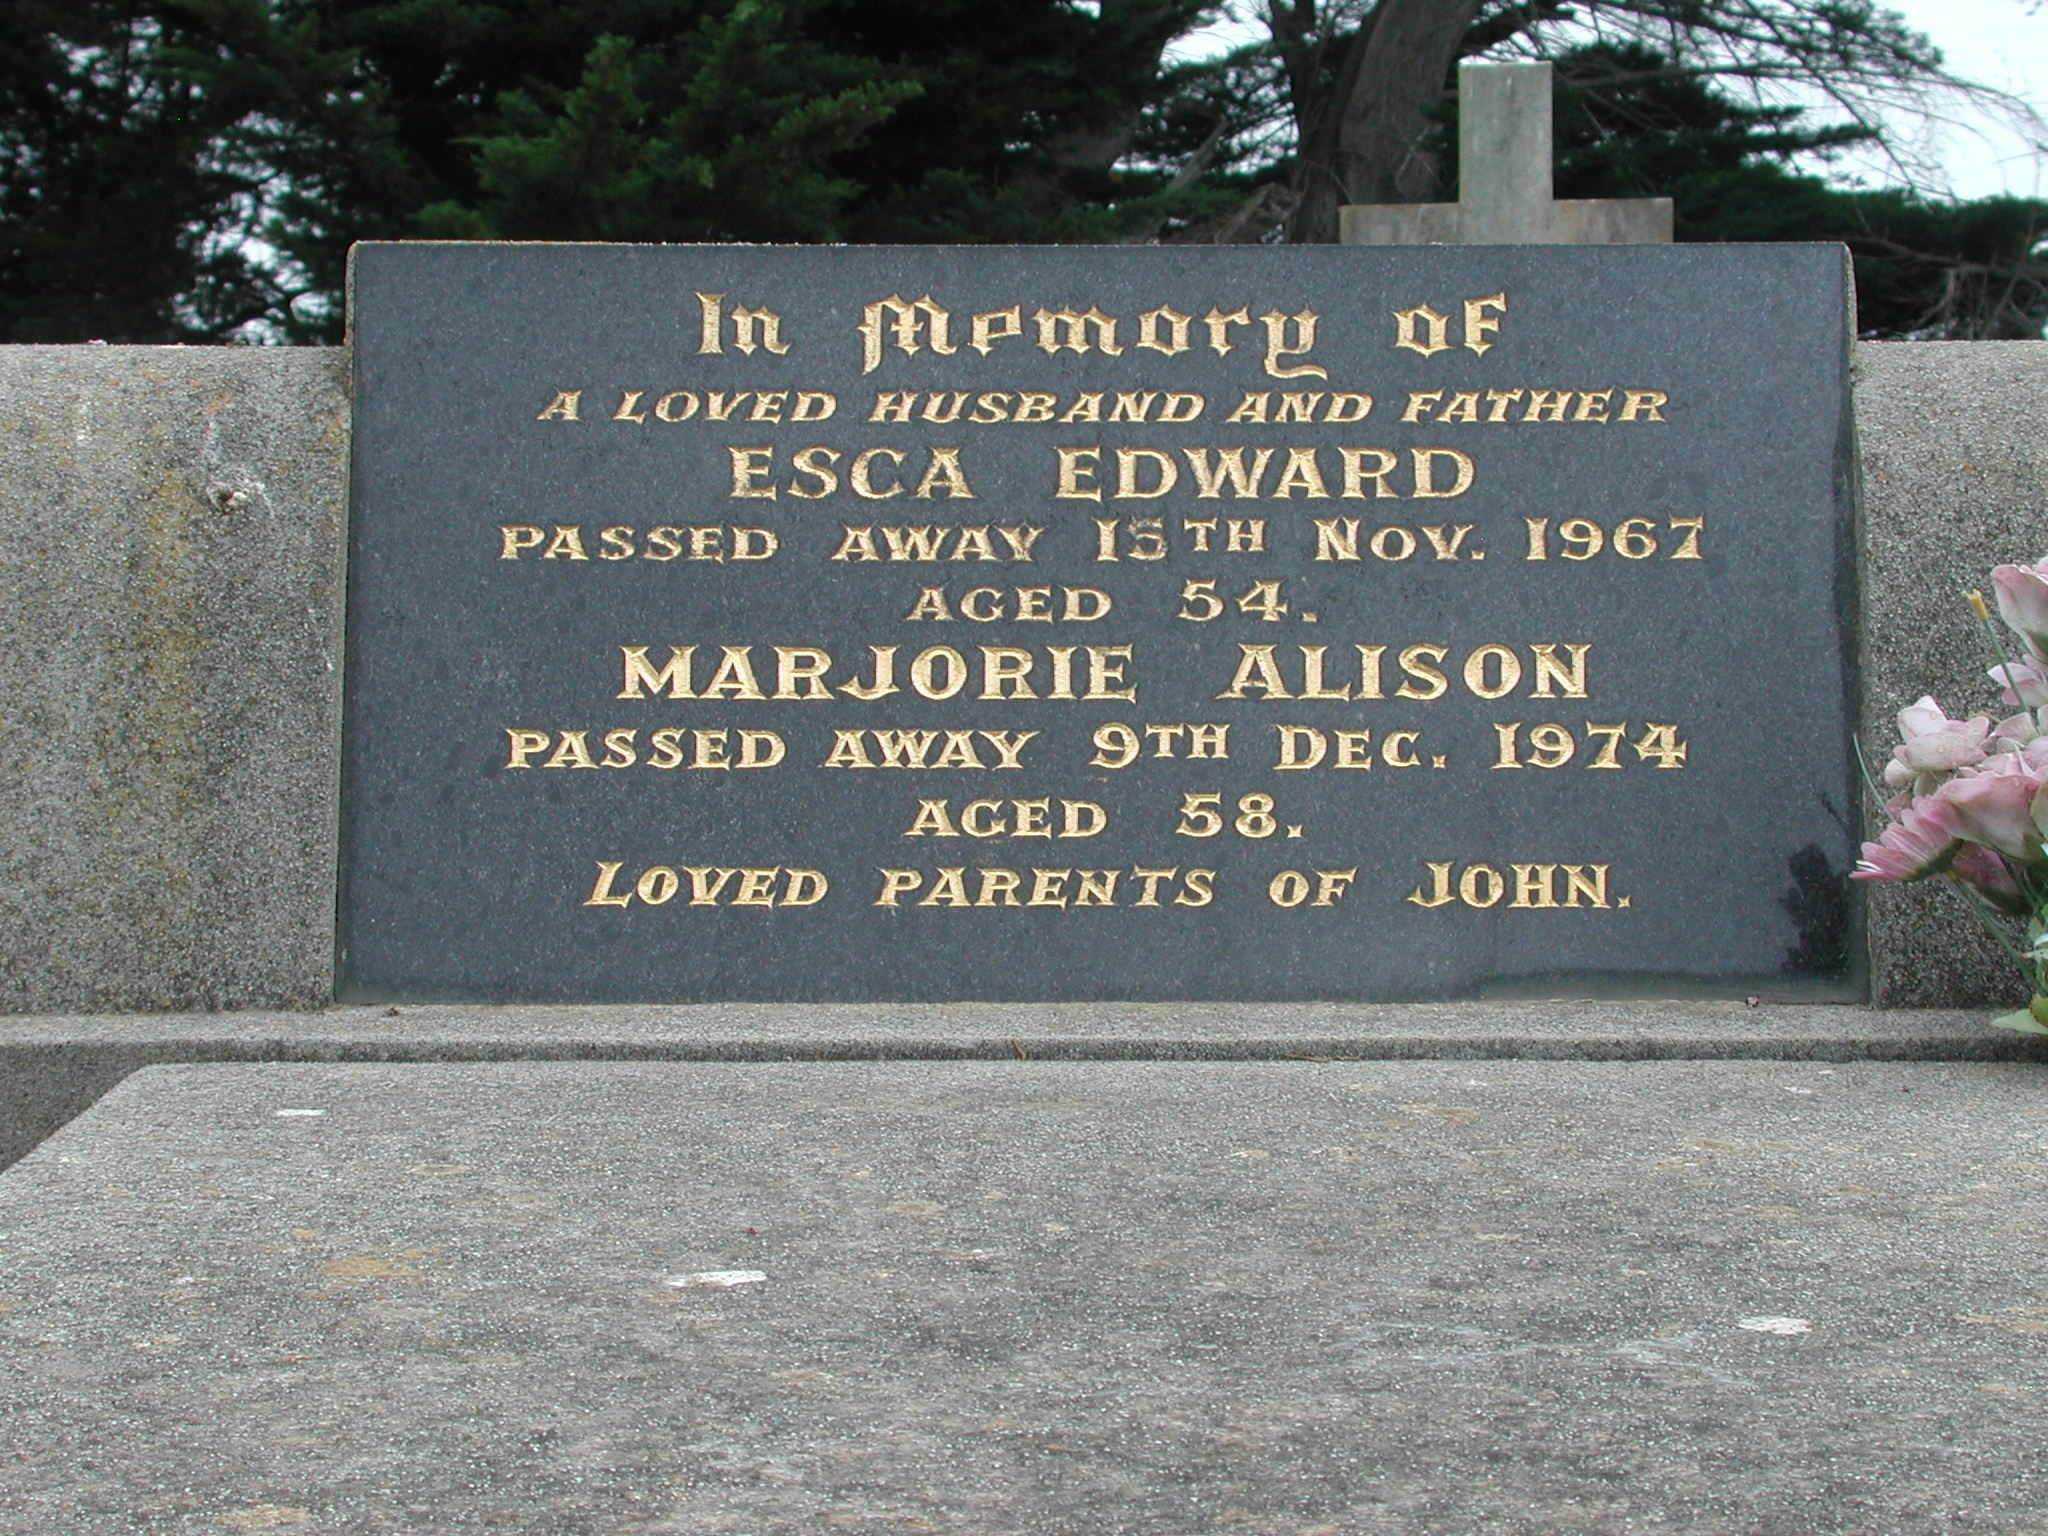 In Memory of
A LOVED HUSBAND AND FATHER
ESCA EDWARD
PASSED AWAY 15TH NOV. 1967
AGED 54.
MARJORIE ALISON
PASSED AWAY 9TH DEC. 1974
AGED 58.
LOVED PARENTS OF JOHN.